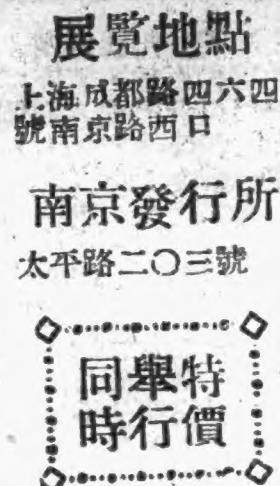 展覽地點
上海成都路四六四
號南京路西口
南京發行所
太平路二〇三號
同舉特
時行價